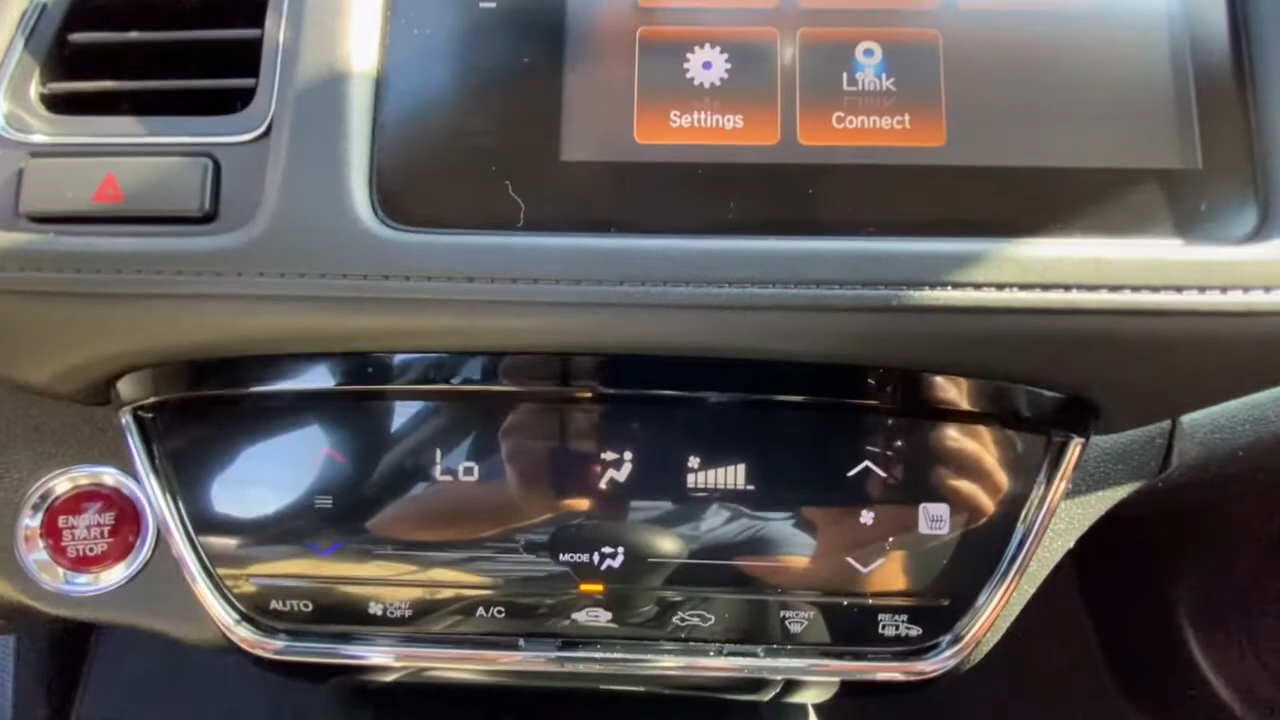 Settings
Link
Connect
Lo
ENGINE
START
STOP
MODE
AUTO
ON/
OFF
A/C
FRONT
REAR